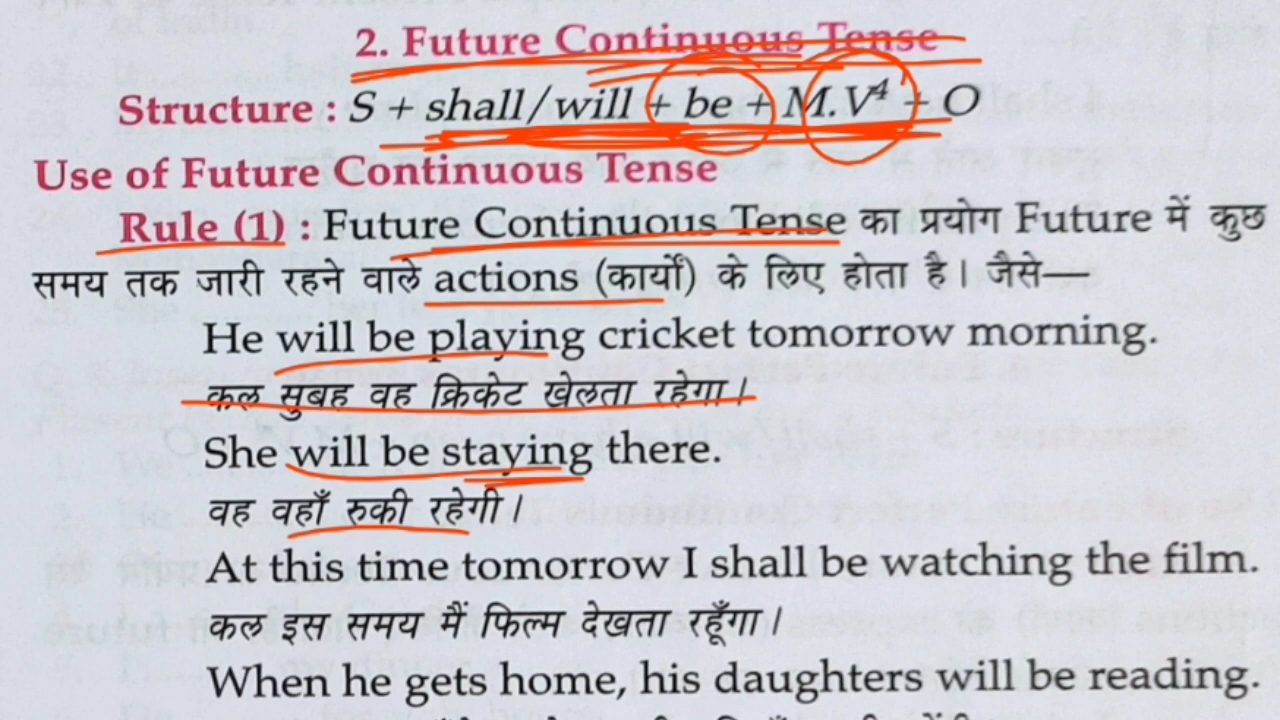 2. Future Continuous Tense
Structure : S + shall/will + be + M.V⁴ + O
Use of Future Continuous Tense
Rule (1) : Future Continuous Tense का प्रयोग Future में कुछ
समय तक जारी रहने वाले actions (कार्यों) के लिए होता है। जैसे—
He will be playing cricket tomorrow morning.
कल सुबह वह क्रिकेट खेलता रहेगा।
She will be staying there.
वह वहाँ रुकी रहेगी।
At this time tomorrow I shall be watching the film.
कल इस समय मैं फिल्म देखता रहूँगा।
When he gets home, his daughters will be reading.